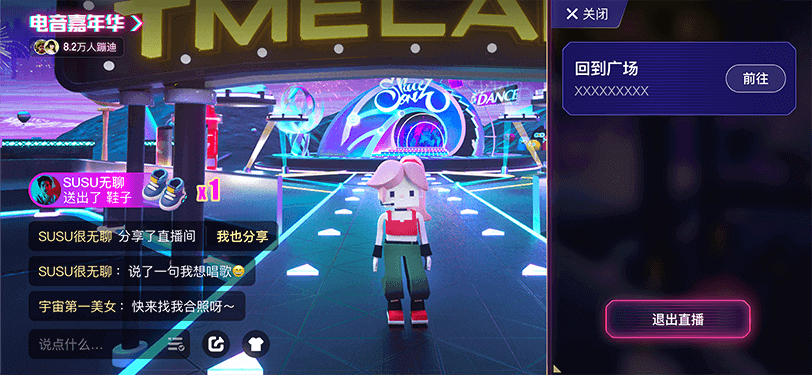 电音嘉年华
8.2万人蹦迪
TMELA
DANCE
SUSU无聊
送出了 鞋子
x1
SUSU很无聊 分享了直播间 我也分享
SUSU很无聊：说了一句我想唱歌😊
宇宙第一美女：快来找我合照呀～
说点什么...
✕ 关闭
回到广场
XXXXXXXXX
前往
退出直播